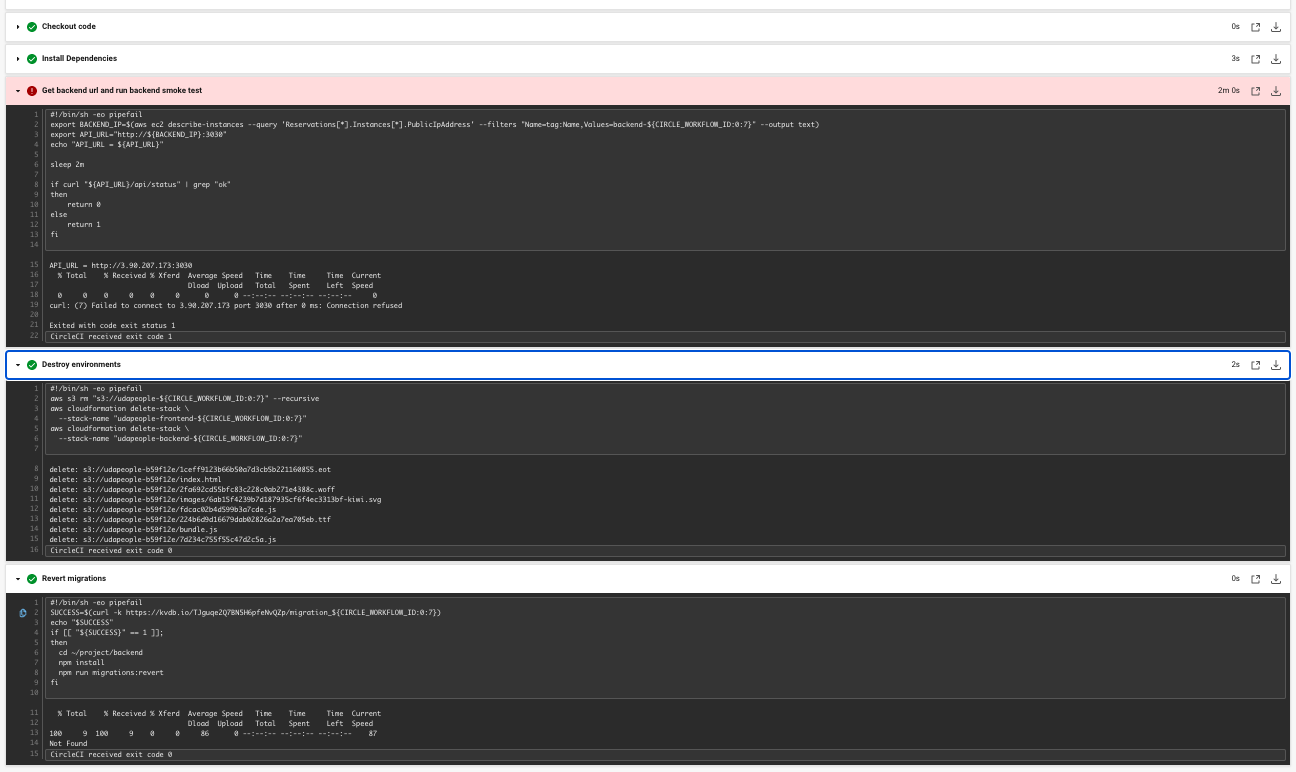 Checkout code 0s
Install Dependencies 3s
Get backend url and run backend smoke test 2m 0s
1 #!/bin/sh -eo pipefail
2 export BACKEND_IP=$(aws ec2 describe-instances --query 'Reservations[*].Instances[*].PublicIpAddress' --filters "Name=tag:Name,Values=backend-${CIRCLE_WORKFLOW_ID:0:7}" --output text)
3 export API_URL="http://${BACKEND_IP}:3030"
4 echo "API_URL = ${API_URL}"
5
6 sleep 2m
7
8 if curl "${API_URL}/api/status" | grep "ok"
9 then
10 return 0
11 else
12 return 1
13 fi
14
15 API_URL = http://3.90.207.173:3030
16 % Total % Received % Xferd Average Speed Time Time Time Current
17 Dload Upload Total Spent Left Speed
18 0 0 0 0 0 0 0 0 --:--:-- --:--:-- --:--:-- 0
19 curl: (7) Failed to connect to 3.90.207.173 port 3030 after 0 ms: Connection refused
20
21 Exited with code exit status 1
22 CircleCI received exit code 1
Destroy environments 2s
1 #!/bin/sh -eo pipefail
2 aws s3 rm "s3://udapeople-${CIRCLE_WORKFLOW_ID:0:7}" --recursive
3 aws cloudformation delete-stack \
4 --stack-name "udapeople-frontend-${CIRCLE_WORKFLOW_ID:0:7}"
5 aws cloudformation delete-stack \
6 --stack-name "udapeople-backend-${CIRCLE_WORKFLOW_ID:0:7}"
7
8 delete: s3://udapeople-b59f12e/1ceff9123b66b50a7d3cb5b22116O855.eot
9 delete: s3://udapeople-b59f12e/index.html
10 delete: s3://udapeople-b59f12e/2fa692cd55bfc83c228c0ab271e4388c.woff
11 delete: s3://udapeople-b59f12e/images/6ab15f4239b7d187935cf6f4ec3313bf-kiwi.svg
12 delete: s3://udapeople-b59f12e/fdcac02b4d599b3a7cde.js
13 delete: s3://udapeople-b59f12e/224b6d9d16679dab02826a2a7ea705eb.ttf
14 delete: s3://udapeople-b59f12e/bundle.js
15 delete: s3://udapeople-b59f12e/7d234c755f55c47d2c5a.js
16 CircleCI received exit code 0
Revert migrations 0s
1 #!/bin/sh -eo pipefail
2 SUCCESS=$(curl -k https://kvdb.io/TJguqeZQ7BN5H6pfeNvQZp/migration_${CIRCLE_WORKFLOW_ID:0:7})
3 echo "$SUCCESS"
4 if [[ "${SUCCESS}" == 1 ]];
5 then
6 cd ~/project/backend
7 npm install
8 npm run migrations:revert
9 fi
10
11 % Total % Received % Xferd Average Speed Time Time Time Current
12 Dload Upload Total Spent Left Speed
13 100 9 100 9 0 0 86 0 --:--:-- --:--:-- --:--:-- 87
14 Not Found
15 CircleCI received exit code 0